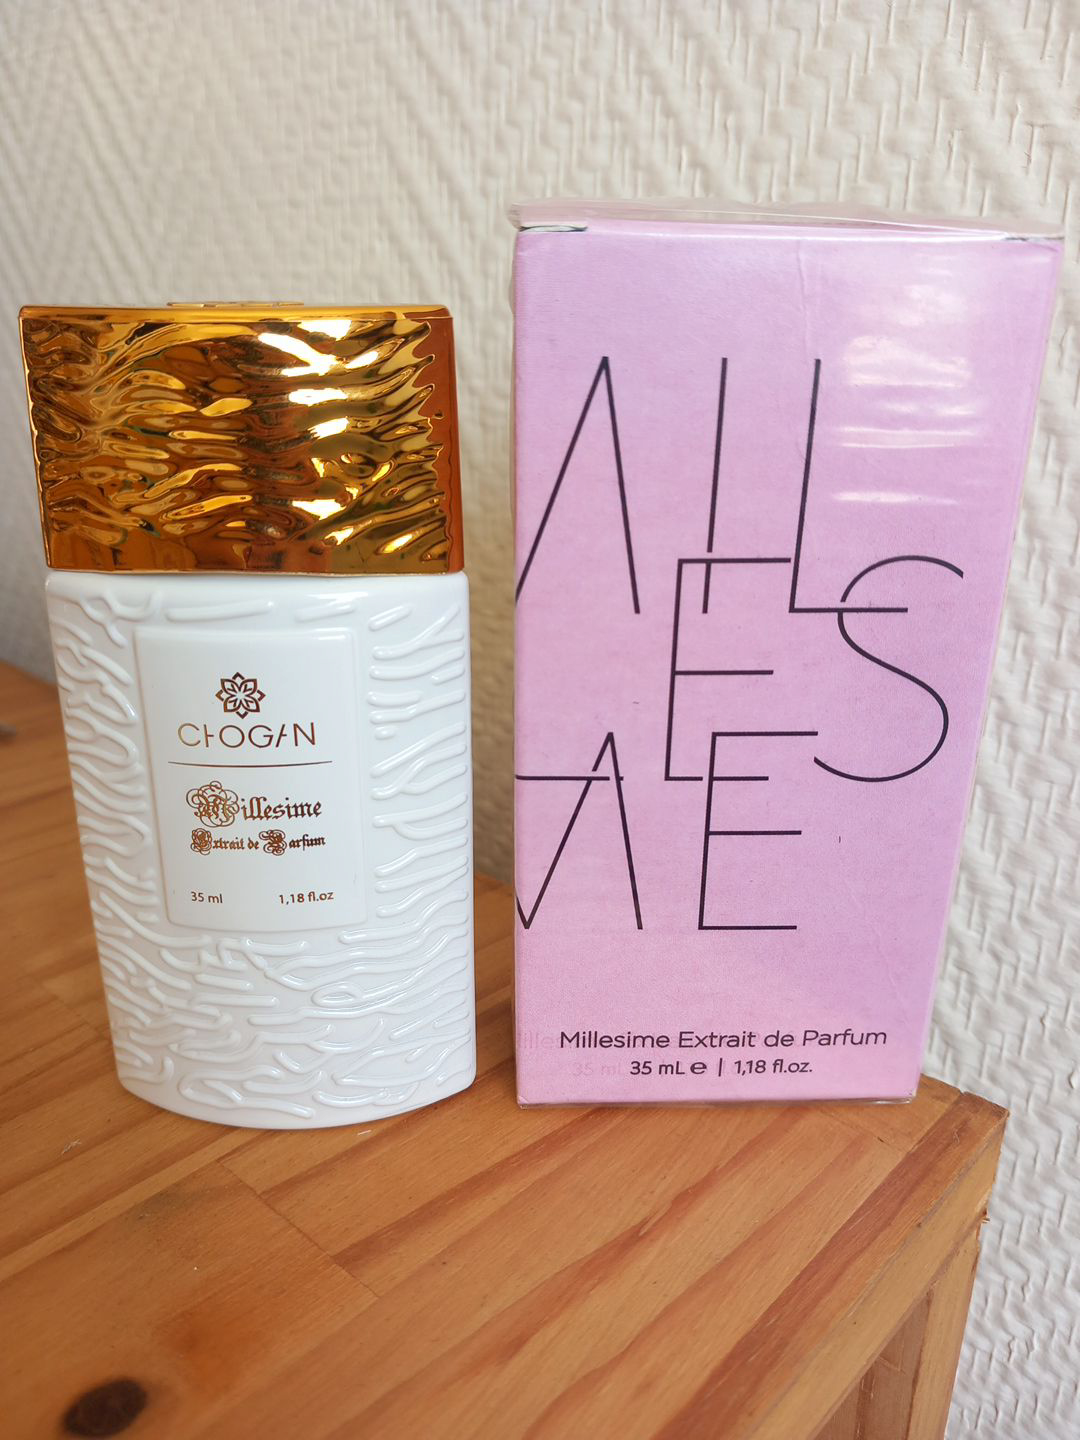 CHOGAN
Millesime
Extrait de Parfum
35 ml 1,18 fl.oz
MILLESIME
Millesime Extrait de Parfum
35 mL e | 1,18 fl.oz.